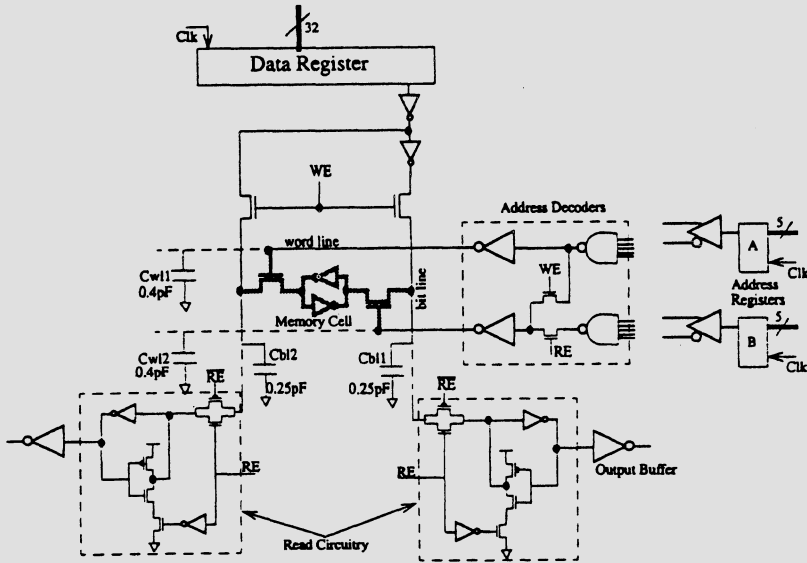 Clk
32
Data Register
WE
Address Decoders
5
A
Clk
word line
Cwl1
0.4pF
WE
bit line
Address
Registers
Memory Cell
RE
5
B
Clk
Cwl2
0.4pF
Cbl2
0.25pF
Cbl1
0.25pF
RE
RE
RE
RE
Output Buffer
Read Circuitry